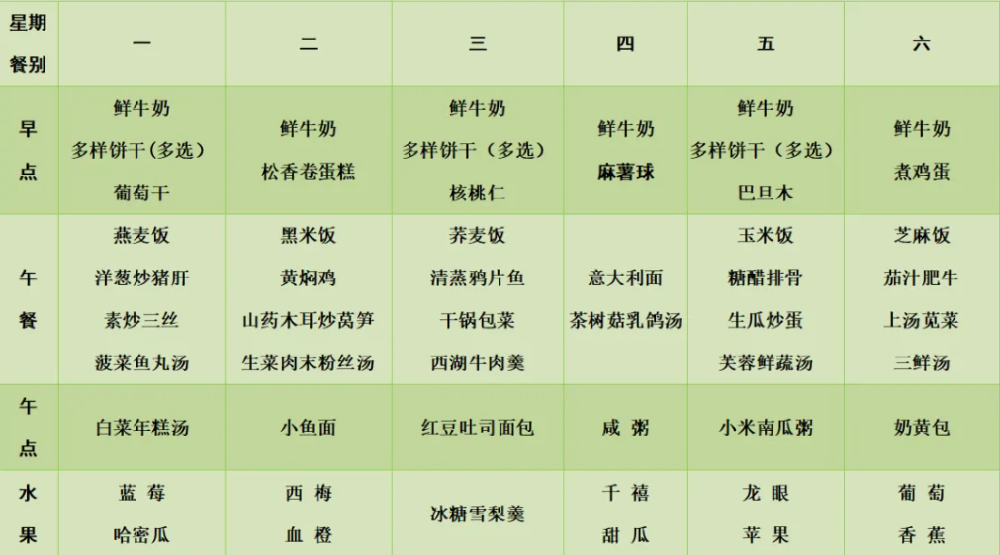 星期
餐别
一
二
三
四
五
六
早
点
鲜牛奶
多样饼干(多选）
葡萄干
鲜牛奶
松香卷蛋糕
鲜牛奶
多样饼干（多选）
核桃仁
鲜牛奶
麻薯球
鲜牛奶
多样饼干（多选）
巴旦木
鲜牛奶
煮鸡蛋
午
餐
燕麦饭
洋葱炒猪肝
素炒三丝
菠菜鱼丸汤
黑米饭
黄焖鸡
山药木耳炒莴笋
生菜肉末粉丝汤
荞麦饭
清蒸鸦片鱼
干锅包菜
西湖牛肉羹
意大利面
茶树菇乳鸽汤
玉米饭
糖醋排骨
生瓜炒蛋
芙蓉鲜蔬汤
芝麻饭
茄汁肥牛
上汤苋菜
三鲜汤
午
点
白菜年糕汤
小鱼面
红豆吐司面包
咸 粥
小米南瓜粥
奶黄包
水
果
蓝 莓
哈密瓜
西 梅
血 橙
冰糖雪梨羹
千 禧
甜 瓜
龙 眼
苹 果
葡 萄
香 蕉